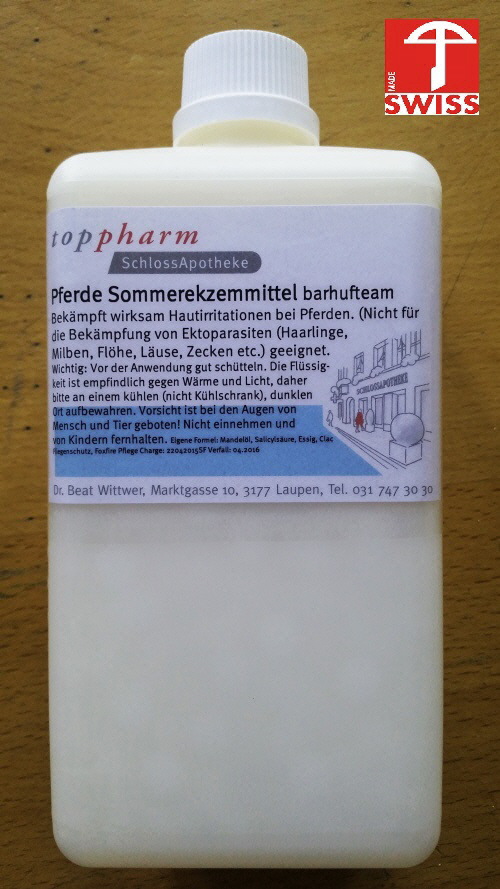 MADE
SWISS
toppharm
SchlossApotheke
Pferde Sommerekzemmittel barhufteam
Bekämpft wirksam Hautirritationen bei Pferden. (Nicht für
die Bekämpfung von Ektoparasiten (Haarlinge,
Milben, Flöhe, Läuse, Zecken etc.) geeignet.
Wichtig: Vor der Anwendung gut schütteln. Die Flüssig-
keit ist empfindlich gegen Wärme und Licht, daher
bitte an einem kühlen (nicht Kühlschrank), dunklen
Ort aufbewahren. Vorsicht ist bei den Augen von
Mensch und Tier geboten! Nicht einnehmen und
von Kindern fernhalten. Eigene Formel: Mandelöl, Salicylsäure, Essig, Clac
Fliegenschutz, Foxfire Pflege Charge: 22042015SF Verfall: 04.2016
SCHLOSSAPOTHEKE
Dr. Beat Wittwer, Marktgasse 10, 3177 Laupen, Tel. 031 747 30 30